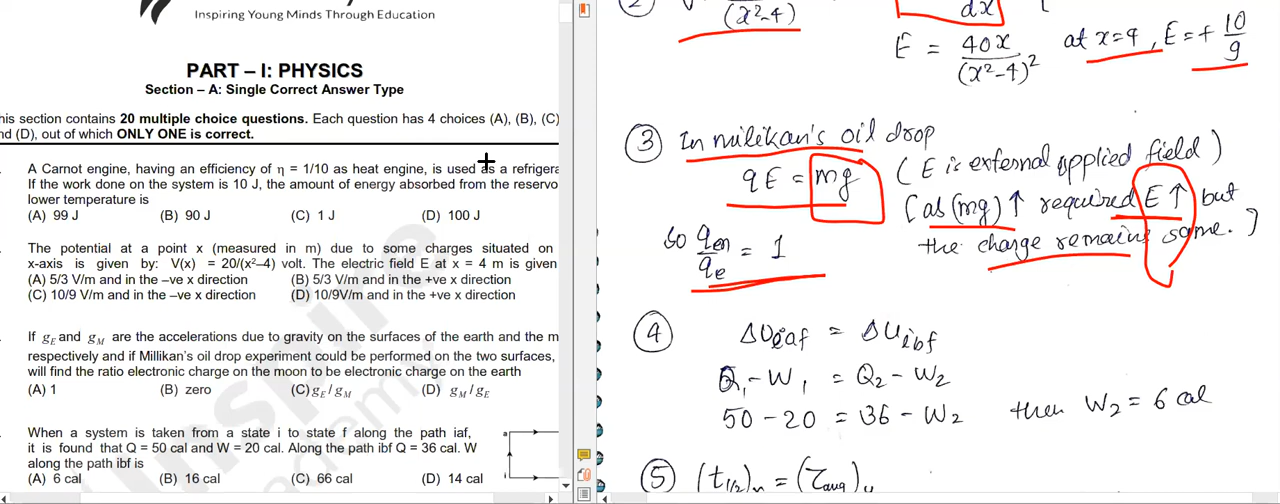 Inspiring Young Minds Through Education
PART – I: PHYSICS
Section – A: Single Correct Answer Type
his section contains 20 multiple choice questions. Each question has 4 choices (A), (B), (C)
nd (D), out of which ONLY ONE is correct.
A Carnot engine, having an efficiency of η = 1/10 as heat engine, is used as a refrigera
If the work done on the system is 10 J, the amount of energy absorbed from the reservo
lower temperature is
(A) 99 J (B) 90 J (C) 1 J (D) 100 J
The potential at a point x (measured in m) due to some charges situated on
x-axis is given by: V(x) = 20/(x²–4) volt. The electric field E at x = 4 m is given
(A) 5/3 V/m and in the –ve x direction (B) 5/3 V/m and in the +ve x direction
(C) 10/9 V/m and in the –ve x direction (D) 10/9V/m and in the +ve x direction
If gE and gM are the accelerations due to gravity on the surfaces of the earth and the m
respectively and if Millikan's oil drop experiment could be performed on the two surfaces,
will find the ratio electronic charge on the moon to be electronic charge on the earth
(A) 1 (B) zero (C) gE / gM (D) gM / gE
When a system is taken from a state i to state f along the path iaf,
it is found that Q = 50 cal and W = 20 cal. Along the path ibf Q = 36 cal. W
along the path ibf is
(A) 6 cal (B) 16 cal (C) 66 cal (D) 14 cal
a
i
(x²-4)
dx
E = 40x/(x²-4)² at x=4, E=+10/9
③ In milikan's oil drop
qE = mg (E is external applied field)
[as (mg) ↑ required E ↑ but
the charge remains same.]
so qm/qe = 1
④ ΔUiaf = ΔUibf
Q1 - W1 = Q2 - W2
50 - 20 = 36 - W2 then W2 = 6 cal
⑤ (t1/2)x = (τavg)y